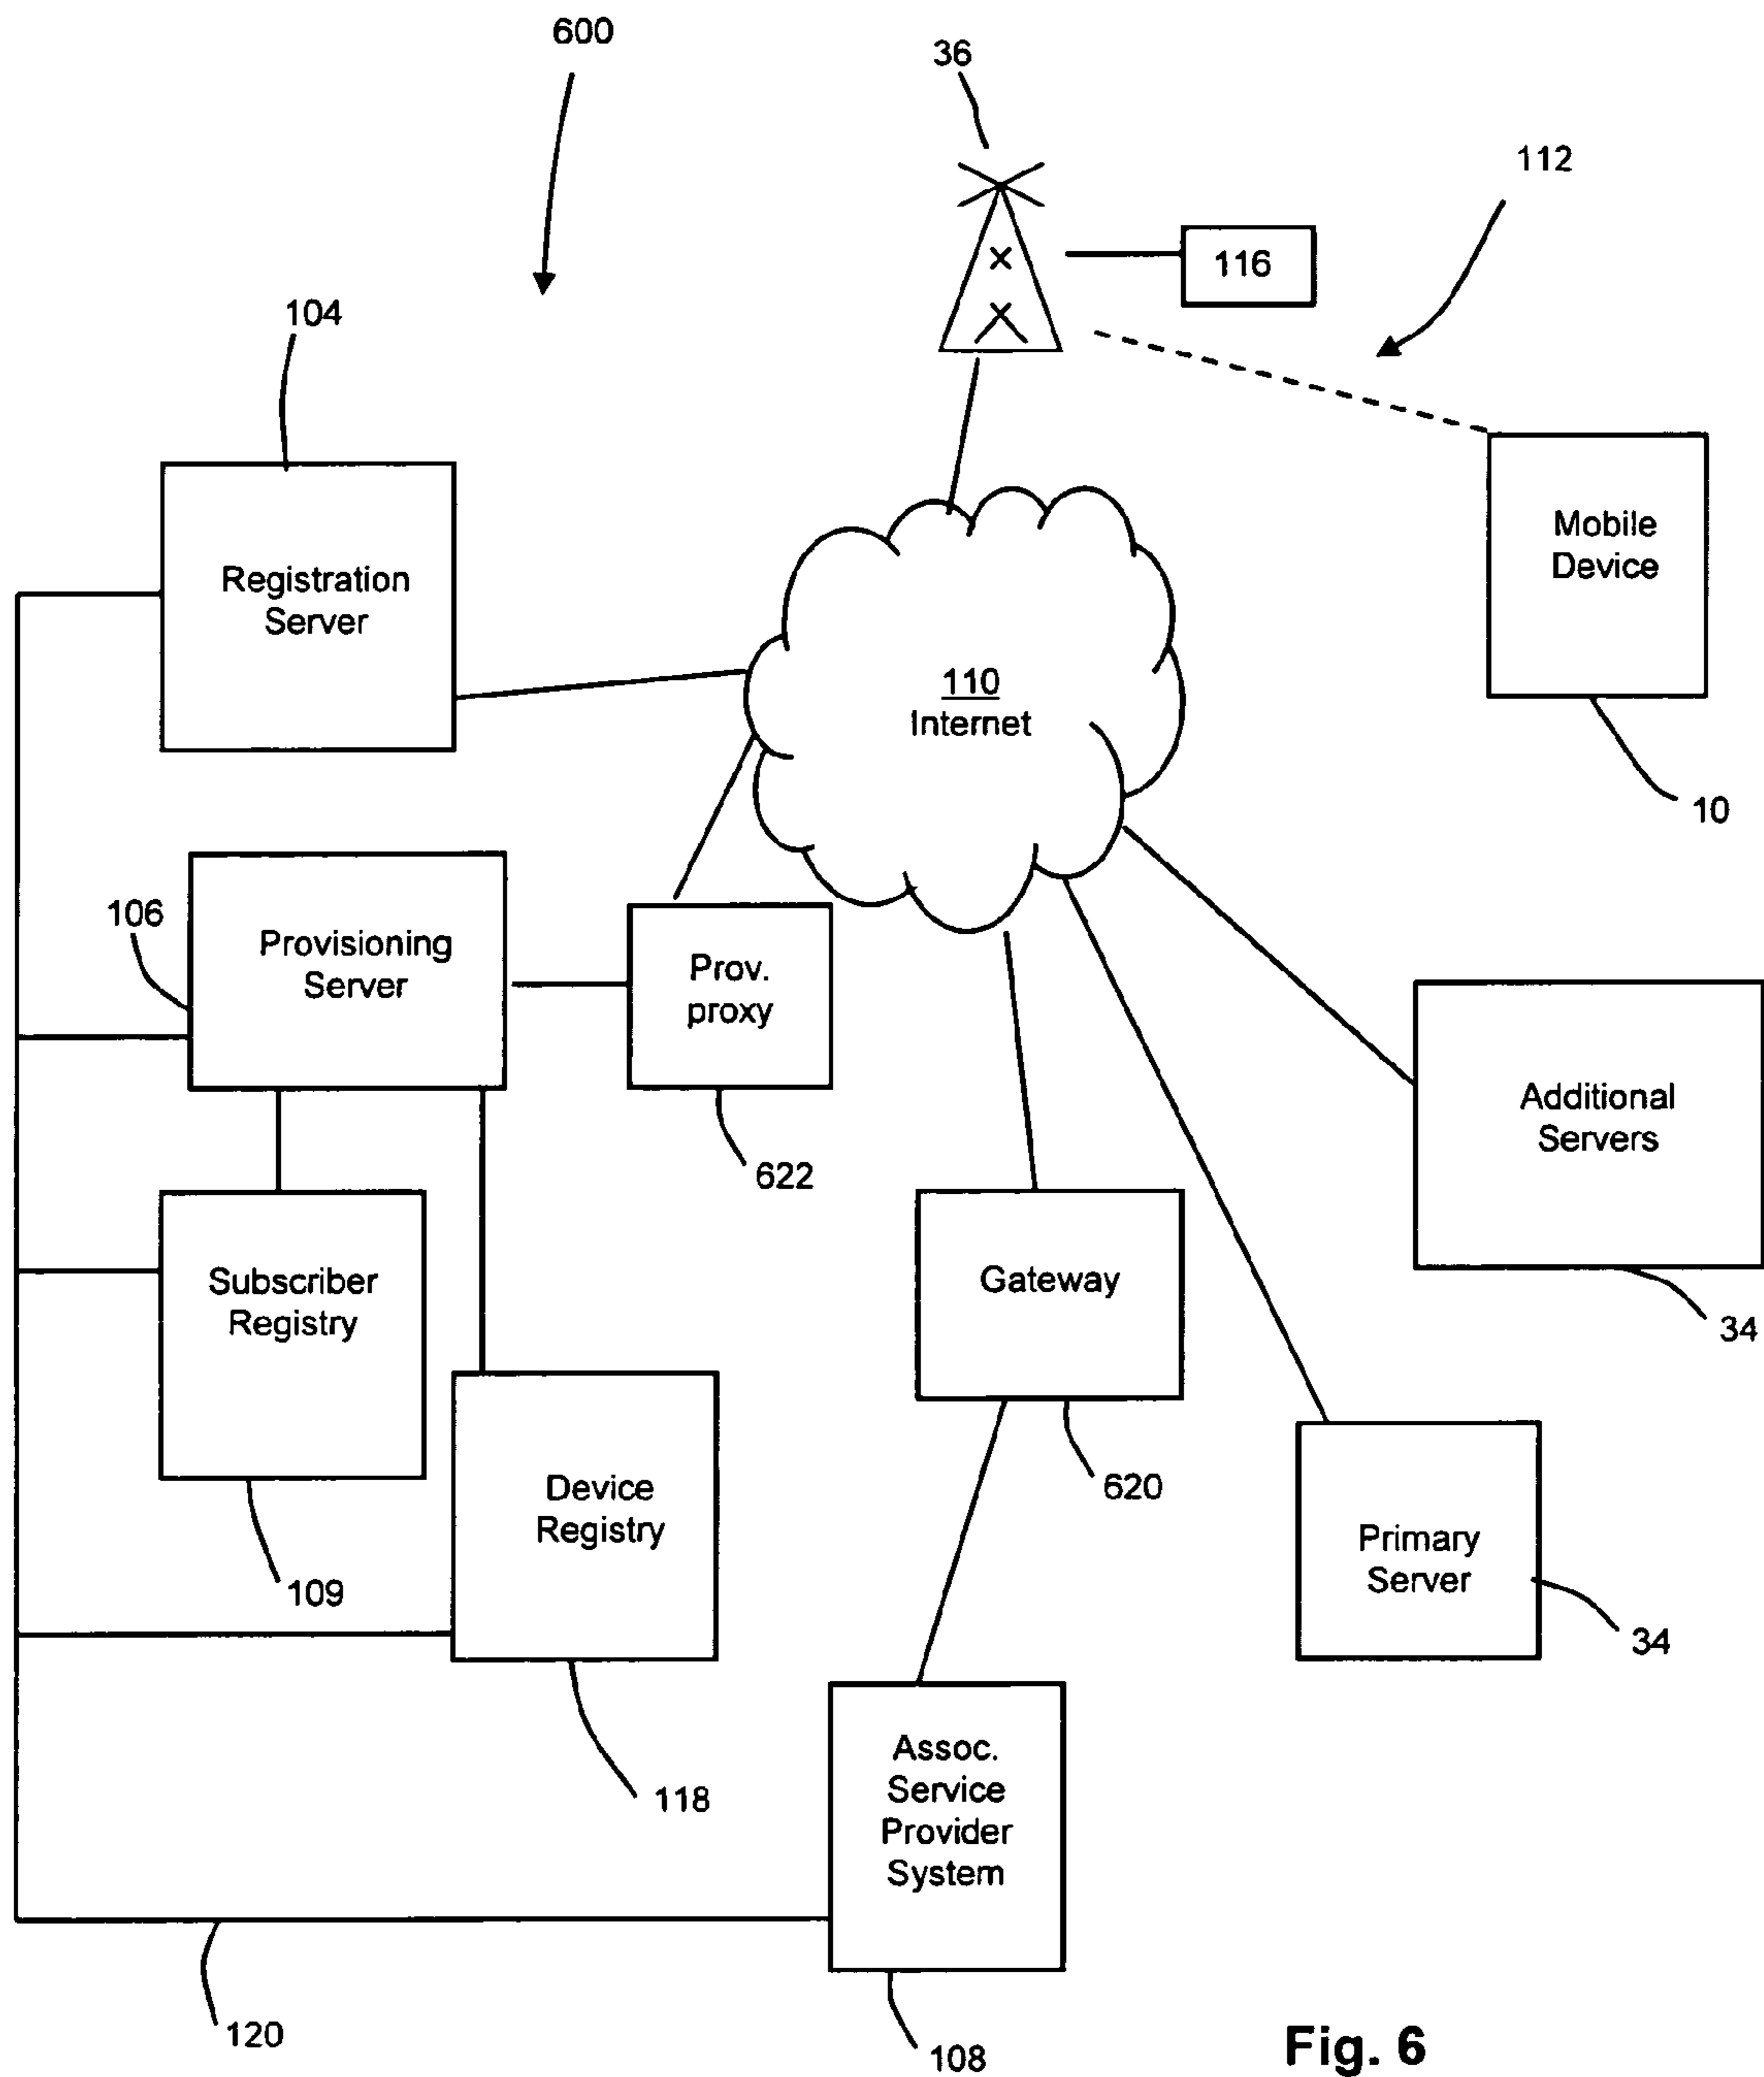 600
36
112
116
104
Mobile
Device
Registration
Server
110
Internet
10
106
Provisioning
Server
Prov.
proxy
622
Additional
Servers
34
Subscriber
Registry
109
Gateway
620
Device
Registry
118
Primary
Server
34
Assoc.
Service
Provider
System
120
108
Fig. 6